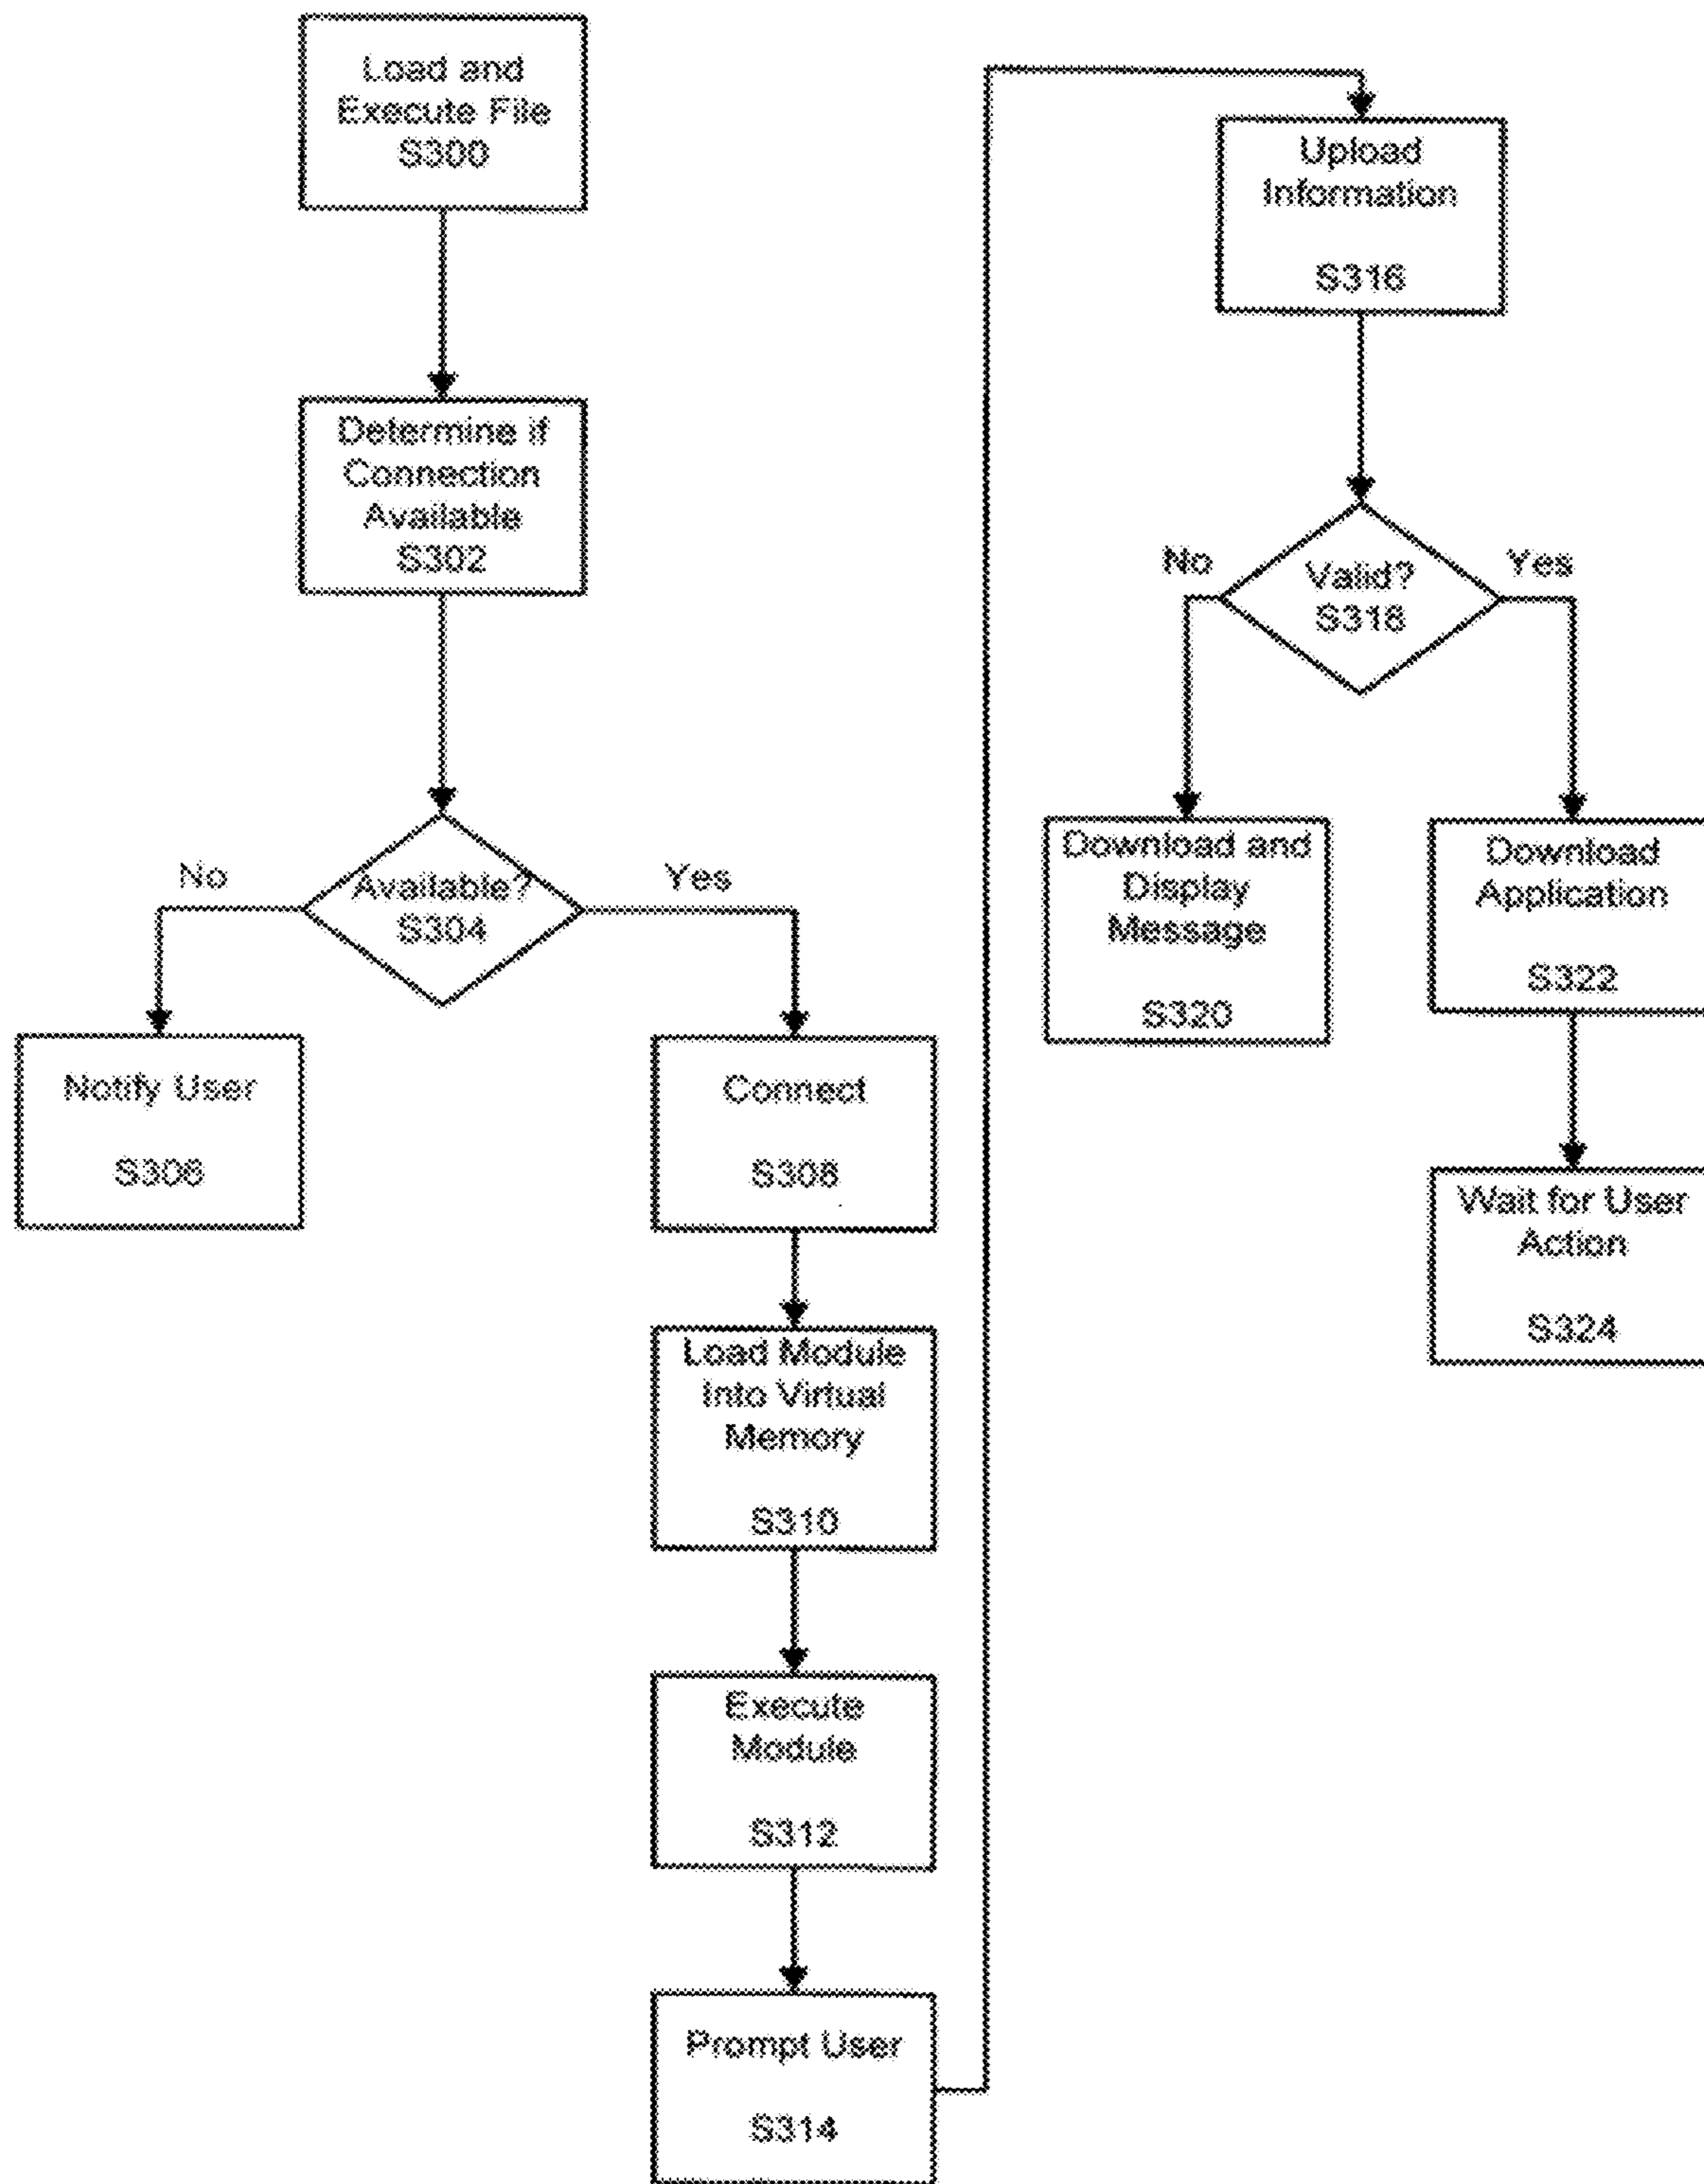 Load and
Execute File
S300
Determine if
Connection
Available
S302
Available?
S304
No
Yes
Notify User
S306
Connect
S308
Load Module
Into Virtual
Memory
S310
Execute
Module
S312
Prompt User
S314
Upload
Information
S316
Valid?
S318
No
Yes
Download and
Display
Message
S320
Download
Application
S322
Wait for User
Action
S324